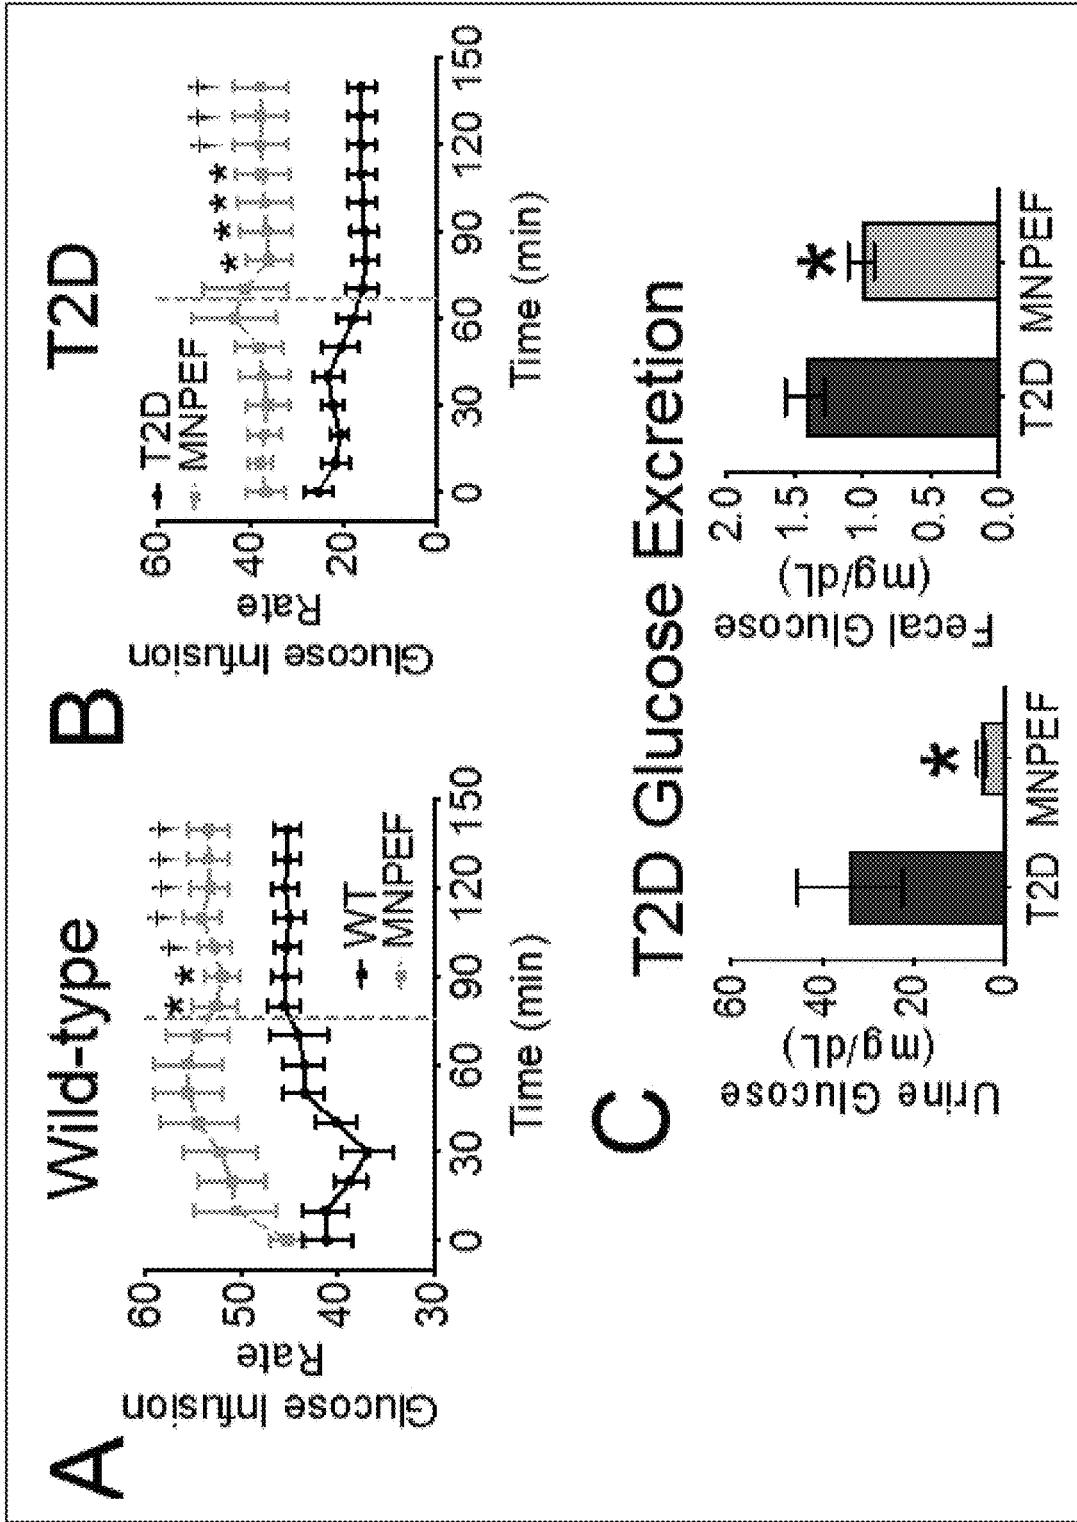 A
Wild-type
Glucose Infusion
Rate
60
50
40
30
0
30
60
90
120
150
Time (min)
WT
MNPEF
* * † † † † †
B
T2D
Glucose Infusion
Rate
60
40
20
0
0
30
60
90
120
150
Time (min)
T2D
MNPEF
* * * * † † †
C
T2D Glucose Excretion
Urine Glucose
(mg/dL)
60
40
20
0
T2D MNPEF
*
Fecal Glucose
(mg/dL)
2.0
1.5
1.0
0.5
0.0
T2D MNPEF
*